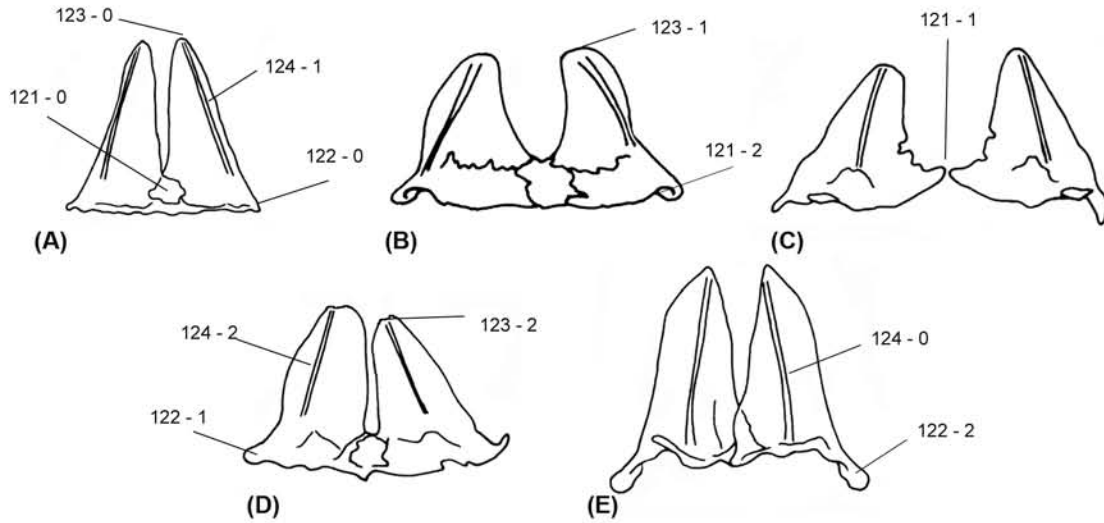 123 - 0
124 - 1
121 - 0
122 - 0
(A)
123 - 1
121 - 2
(B)
121 - 1
(C)
124 - 2
123 - 2
122 - 1
(D)
124 - 0
122 - 2
(E)